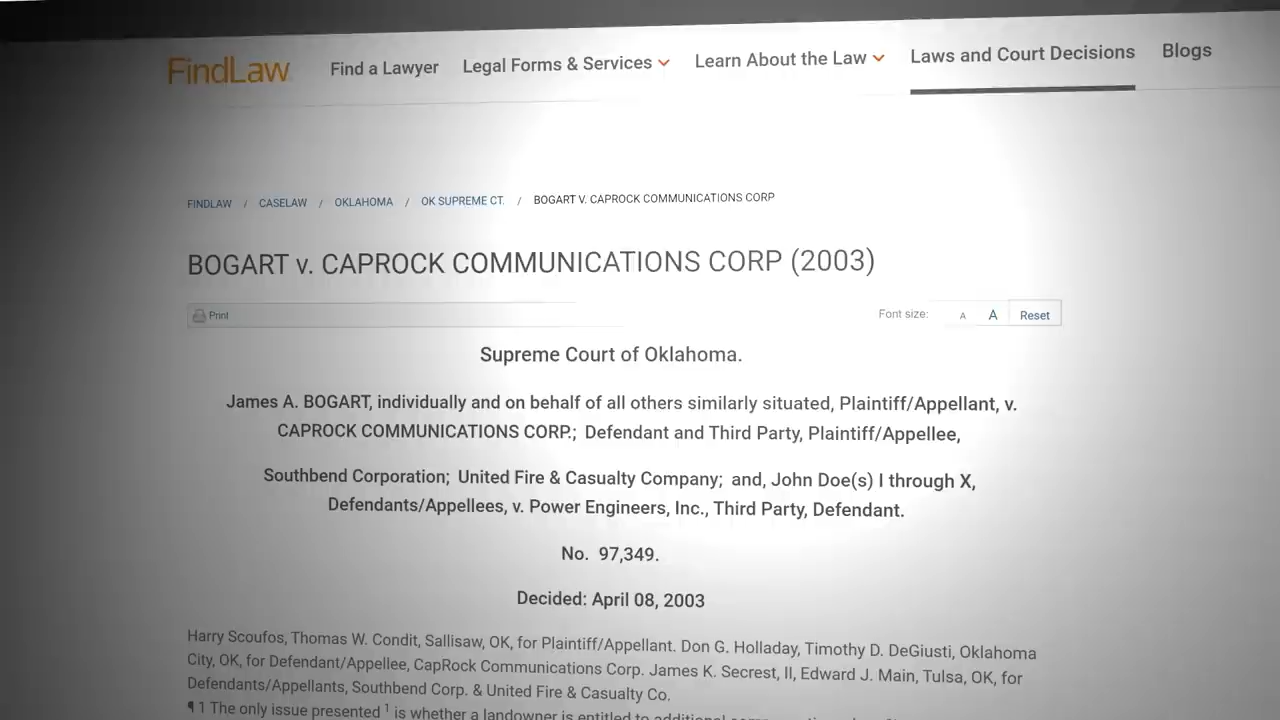 FindLaw Find a Lawyer Legal Forms & Services Learn About the Law Laws and Court Decisions Blogs
FINDLAW / CASELAW / OKLAHOMA / OK SUPREME CT. / BOGART V. CAPROCK COMMUNICATIONS CORP
BOGART v. CAPROCK COMMUNICATIONS CORP (2003)
Print Font size: A A Reset
Supreme Court of Oklahoma.
James A. BOGART, individually and on behalf of all others similarly situated, Plaintiff/Appellant, v.
CAPROCK COMMUNICATIONS CORP.; Defendant and Third Party, Plaintiff/Appellee,
Southbend Corporation; United Fire & Casualty Company; and, John Doe(s) I through X,
Defendants/Appellees, v. Power Engineers, Inc., Third Party, Defendant.
No. 97,349.
Decided: April 08, 2003
Harry Scoufos, Thomas W. Condit, Sallisaw, OK, for Plaintiff/Appellant. Don G. Holladay, Timothy D. DeGiusti, Oklahoma
City, OK, for Defendant/Appellee, CapRock Communications Corp. James K. Secrest, II, Edward J. Main, Tulsa, OK, for
Defendants/Appellants, Southbend Corp. & United Fire & Casualty Co.
¶ 1 The only issue presented 1 is whether a landowner is entitled to additional